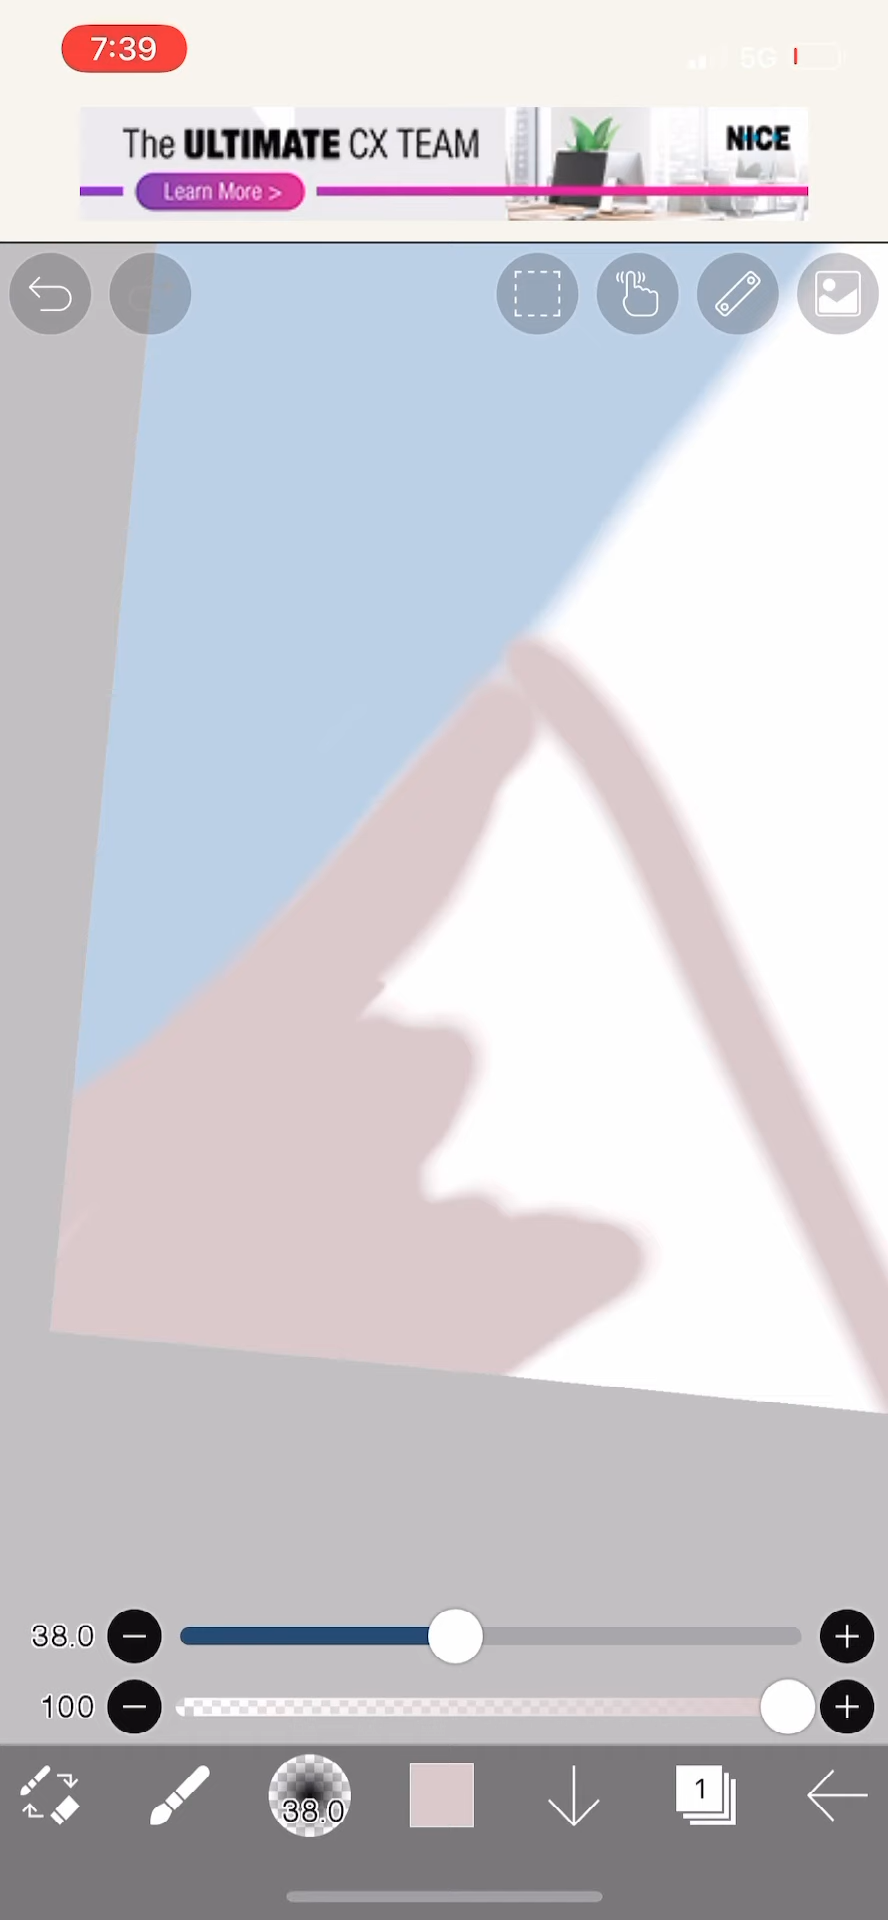 7:39
5G
The ULTIMATE CX TEAM
NICE
Learn More >
38.0
100
38.0
1